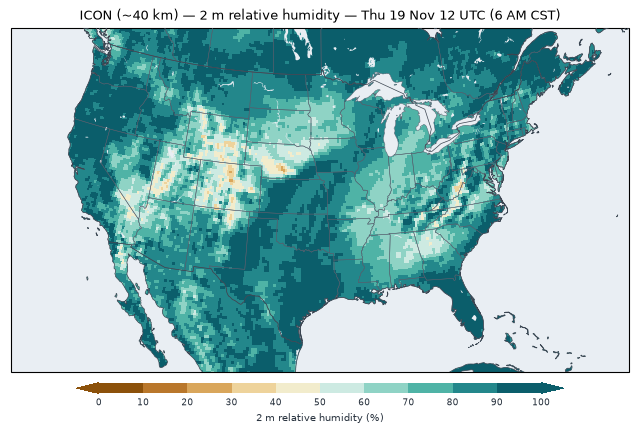 ICON (~40 km) — 2 m relative humidity — Thu 19 Nov 12 UTC (6 AM CST)
0 10 20 30 40 50 60 70 80 90 100
2 m relative humidity (%)